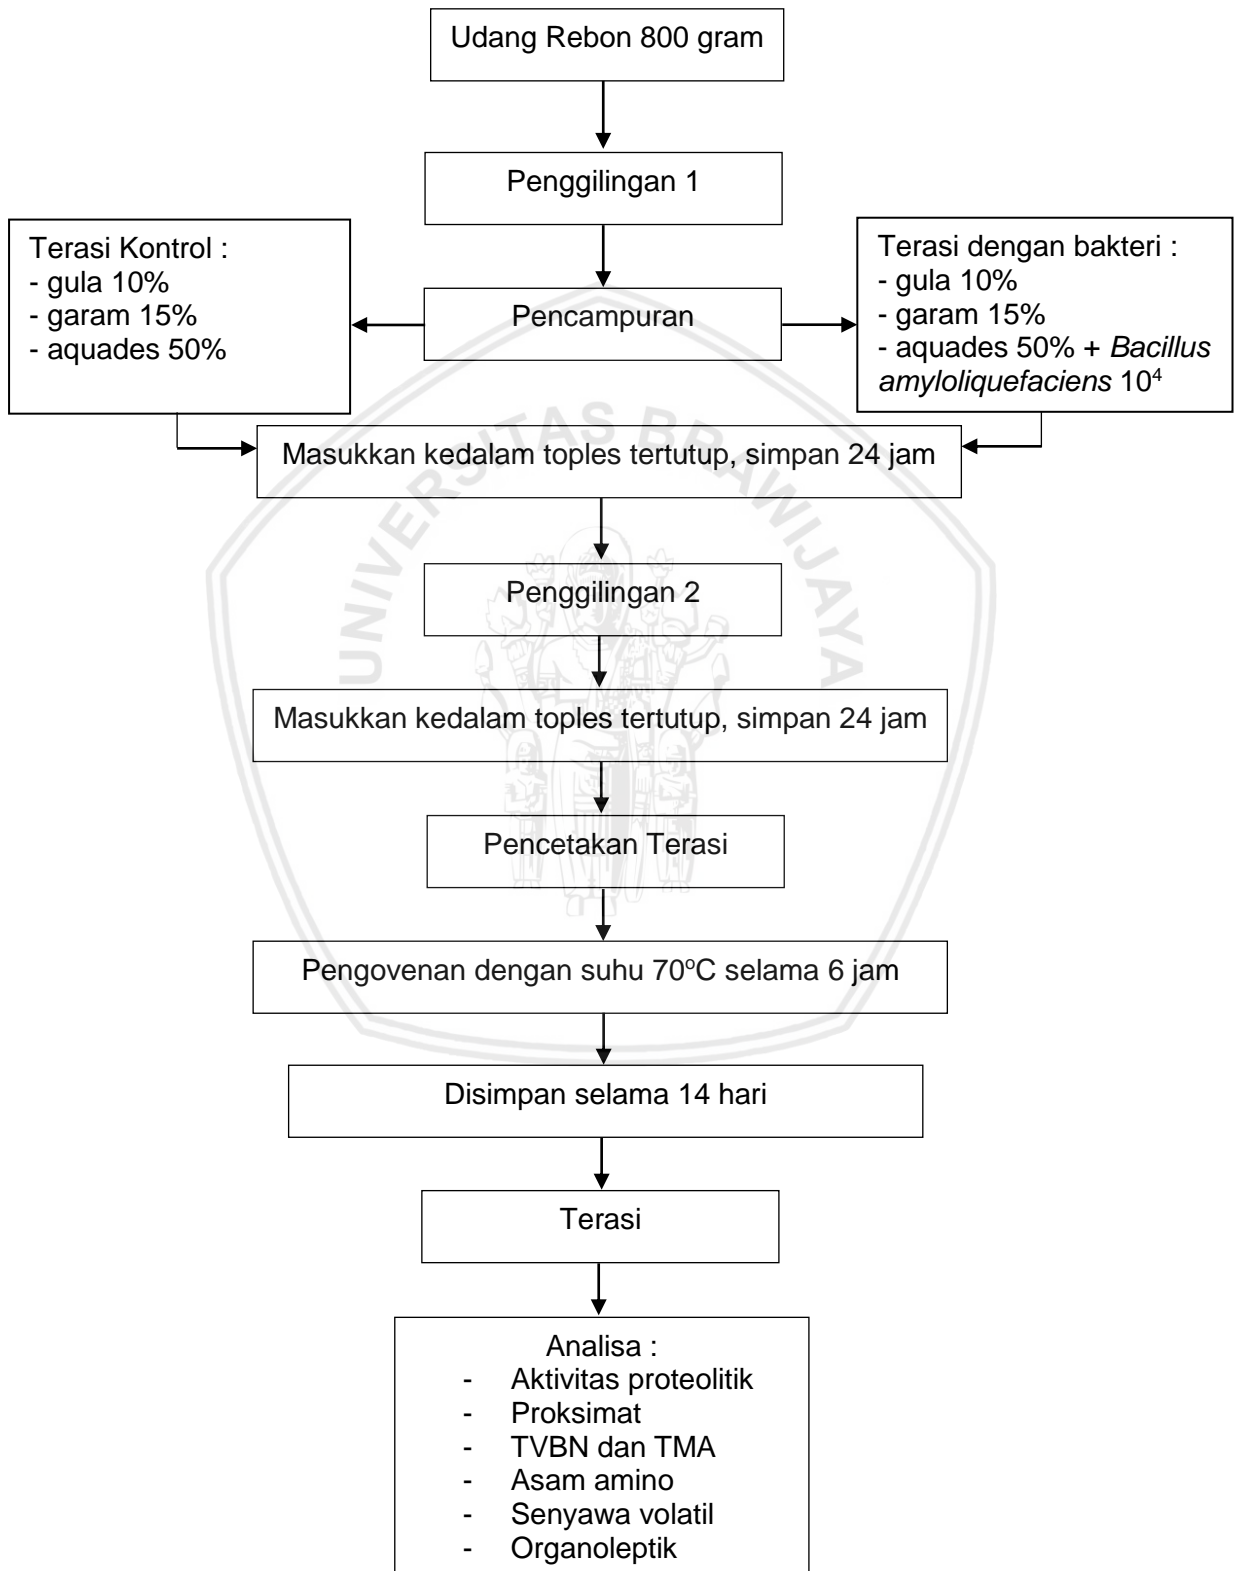 Udang Rebon 800 gram
Penggilingan 1
Terasi Kontrol :
- gula 10%
- garam 15%
- aquades 50%
Pencampuran
Terasi dengan bakteri :
- gula 10%
- garam 15%
- aquades 50% + Bacillus
amyloliquefaciens 10⁴
Masukkan kedalam toples tertutup, simpan 24 jam
Penggilingan 2
Masukkan kedalam toples tertutup, simpan 24 jam
Pencetakan Terasi
Pengovenan dengan suhu 70ºC selama 6 jam
Disimpan selama 14 hari
Terasi
Analisa :
- Aktivitas proteolitik
- Proksimat
- TVBN dan TMA
- Asam amino
- Senyawa volatil
- Organoleptik
UNIVERSITAS BRAWIJAYA